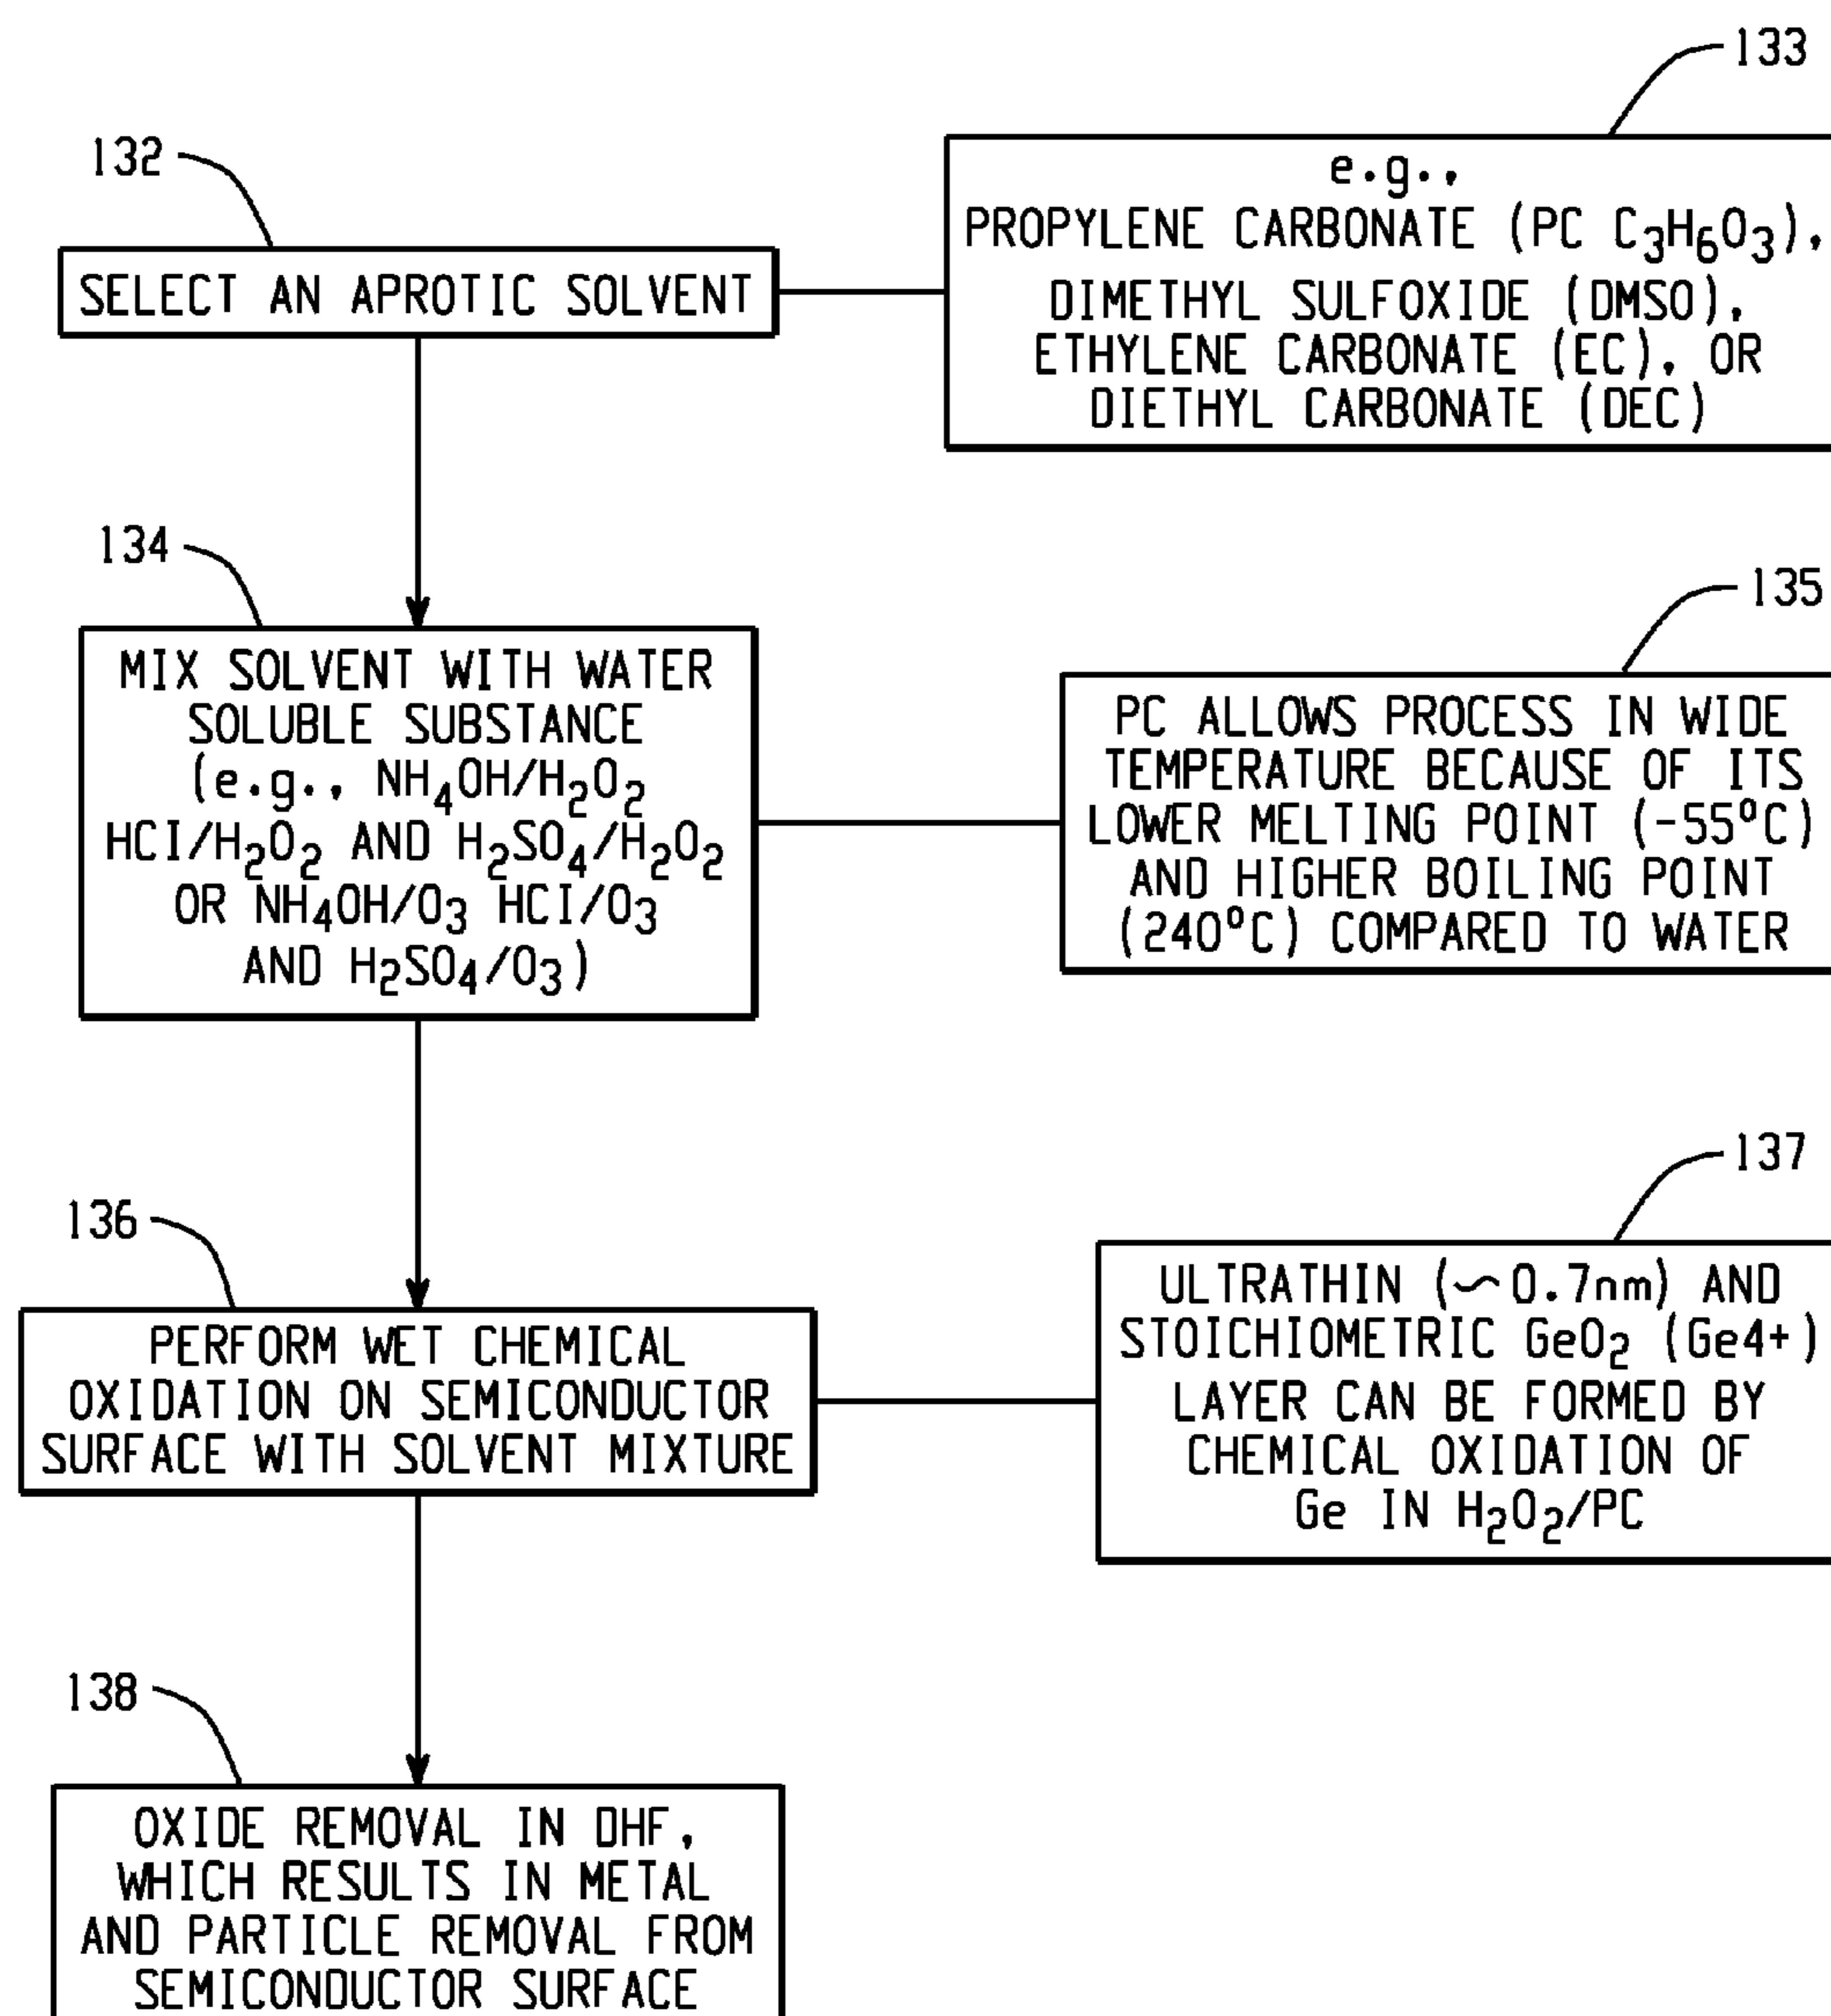 133
132
e.g.,
PROPYLENE CARBONATE (PC C₃H₆O₃),
SELECT AN APROTIC SOLVENT
DIMETHYL SULFOXIDE (DMSO),
ETHYLENE CARBONATE (EC), OR
DIETHYL CARBONATE (DEC)
134
135
MIX SOLVENT WITH WATER
SOLUBLE SUBSTANCE
(e.g., NH₄OH/H₂O₂
HCI/H₂O₂ AND H₂SO₄/H₂O₂
OR NH₄OH/O₃ HCI/O₃
AND H₂SO₄/O₃)
PC ALLOWS PROCESS IN WIDE
TEMPERATURE BECAUSE OF ITS
LOWER MELTING POINT (-55°C)
AND HIGHER BOILING POINT
(240°C) COMPARED TO WATER
137
136
PERFORM WET CHEMICAL
OXIDATION ON SEMICONDUCTOR
SURFACE WITH SOLVENT MIXTURE
ULTRATHIN (~0.7nm) AND
STOICHIOMETRIC GeO₂ (Ge4+)
LAYER CAN BE FORMED BY
CHEMICAL OXIDATION OF
Ge IN H₂O₂/PC
138
OXIDE REMOVAL IN DHF,
WHICH RESULTS IN METAL
AND PARTICLE REMOVAL FROM
SEMICONDUCTOR SURFACE